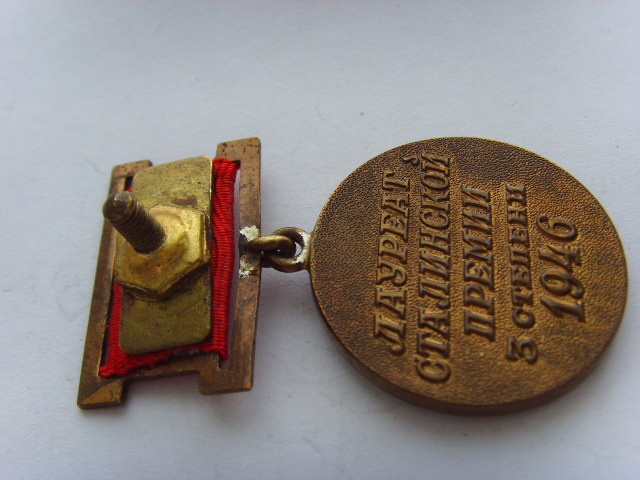 ЛАУРЕАТ
СТАЛИНСКОЙ
ПРЕМИИ
3 СТЕПЕНИ
1946